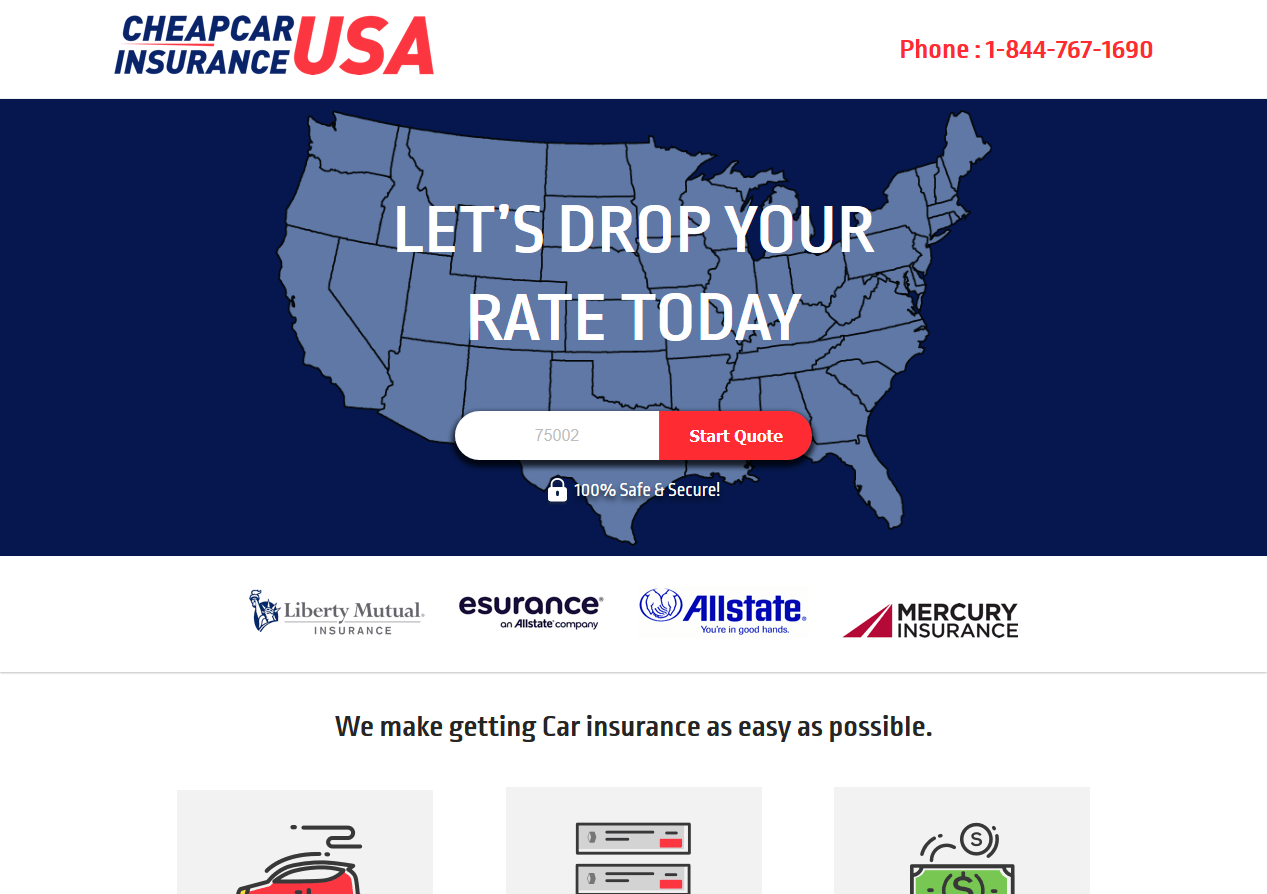 CHEAPCAR
INSURANCE USA
Phone : 1-844-767-1690
LET’S DROP YOUR
RATE TODAY
75002
Start Quote
100% Safe & Secure!
Liberty Mutual®
INSURANCE
esurance®
an Allstate® company
Allstate®
You're in good hands.
MERCURY
INSURANCE
We make getting Car insurance as easy as possible.
S
$